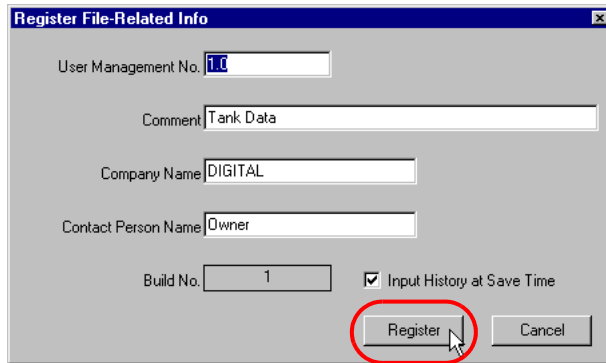 Register File-Related Info
User Management No. 1.0
Comment Tank Data
Company Name DIGITAL
Contact Person Name Owner
Build No. 1 Input History at Save Time
Register Cancel